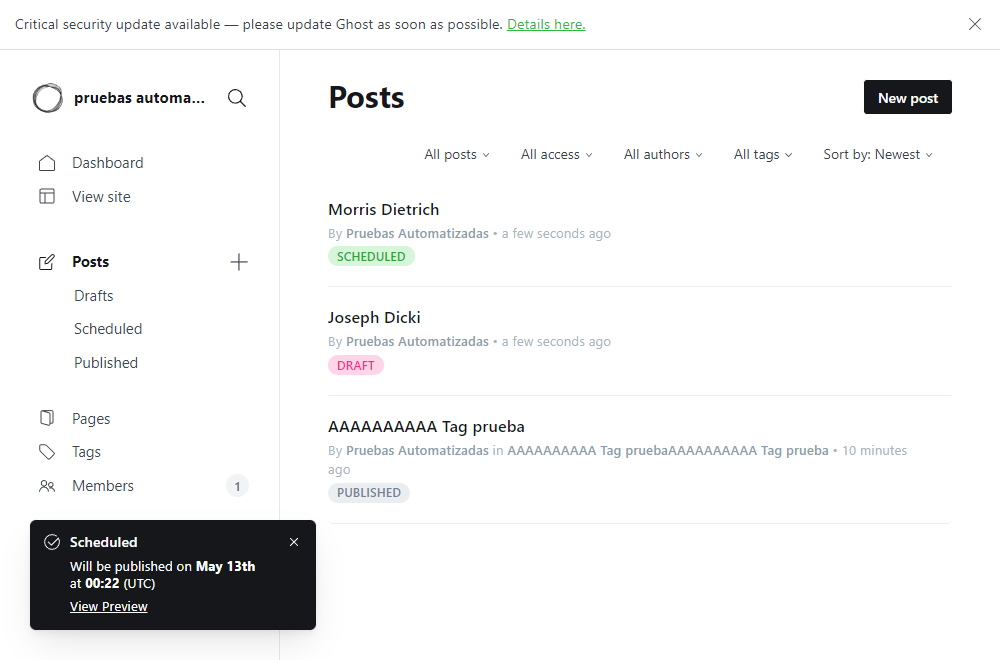 Critical security update available — please update Ghost as soon as possible. Details here.
pruebas automa...
Dashboard
View site
Posts
Drafts
Scheduled
Published
Pages
Tags
Members 1
Scheduled
Will be published on May 13th
at 00:22 (UTC)
View Preview
Posts
New post
All posts All access All authors All tags Sort by: Newest
Morris Dietrich
By Pruebas Automatizadas • a few seconds ago
SCHEDULED
Joseph Dicki
By Pruebas Automatizadas • a few seconds ago
DRAFT
AAAAAAAAAA Tag prueba
By Pruebas Automatizadas in AAAAAAAAAA Tag pruebaAAAAAAAAAA Tag prueba • 10 minutes
ago
PUBLISHED